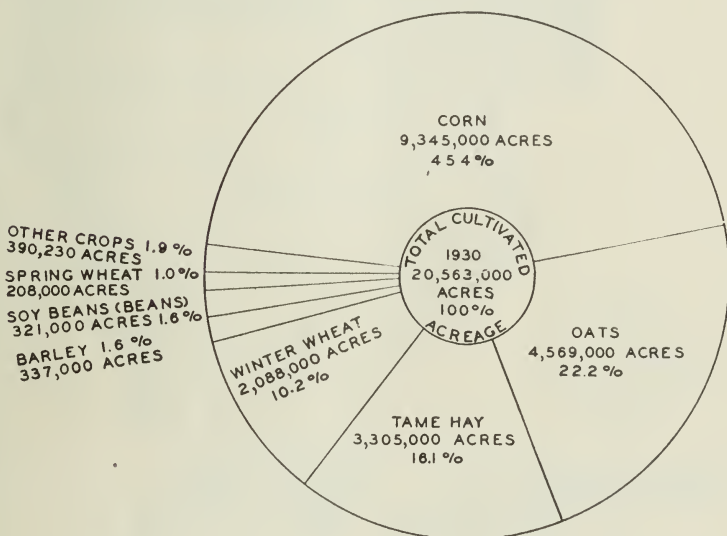 CORN
9,345,000 ACRES
45 4%
OTHER CROPS 1.9%
390,230 ACRES
SPRING WHEAT 1.0%
208,000 ACRES
SOY BEANS (BEANS)
321,000 ACRES 1.6%
BARLEY 1.6%
337,000 ACRES
WINTER WHEAT
2,088,000 ACRES
10.2%
TOTAL CULTIVATED
1930
20,563,000
ACRES
100%
ACREAGE
OATS
4,569,000 ACRES
22.2%
TAME HAY
3,305,000 ACRES
16.1%